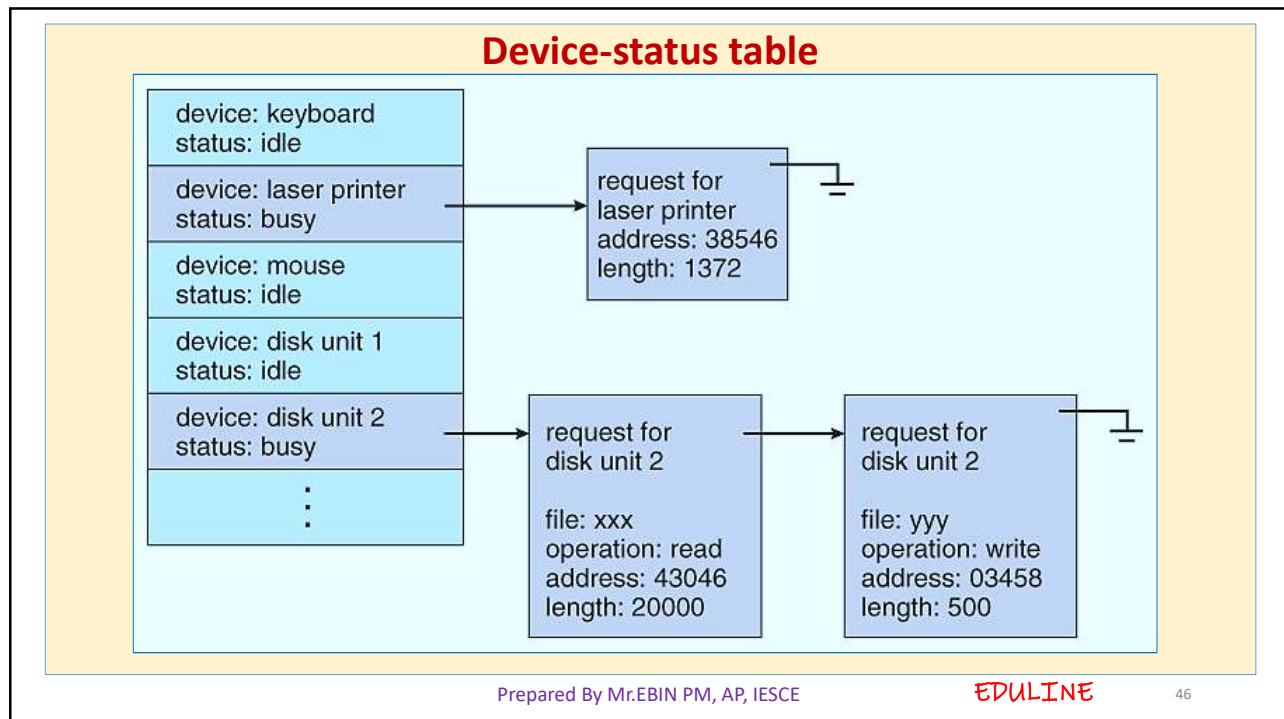 Device-status table
device: keyboard
status: idle
device: laser printer
status: busy
device: mouse
status: idle
device: disk unit 1
status: idle
device: disk unit 2
status: busy
request for
laser printer
address: 38546
length: 1372
request for
disk unit 2
file: xxx
operation: read
address: 43046
length: 20000
request for
disk unit 2
file: yyy
operation: write
address: 03458
length: 500
Prepared By Mr.EBIN PM, AP, IESCE
EDULINE
46